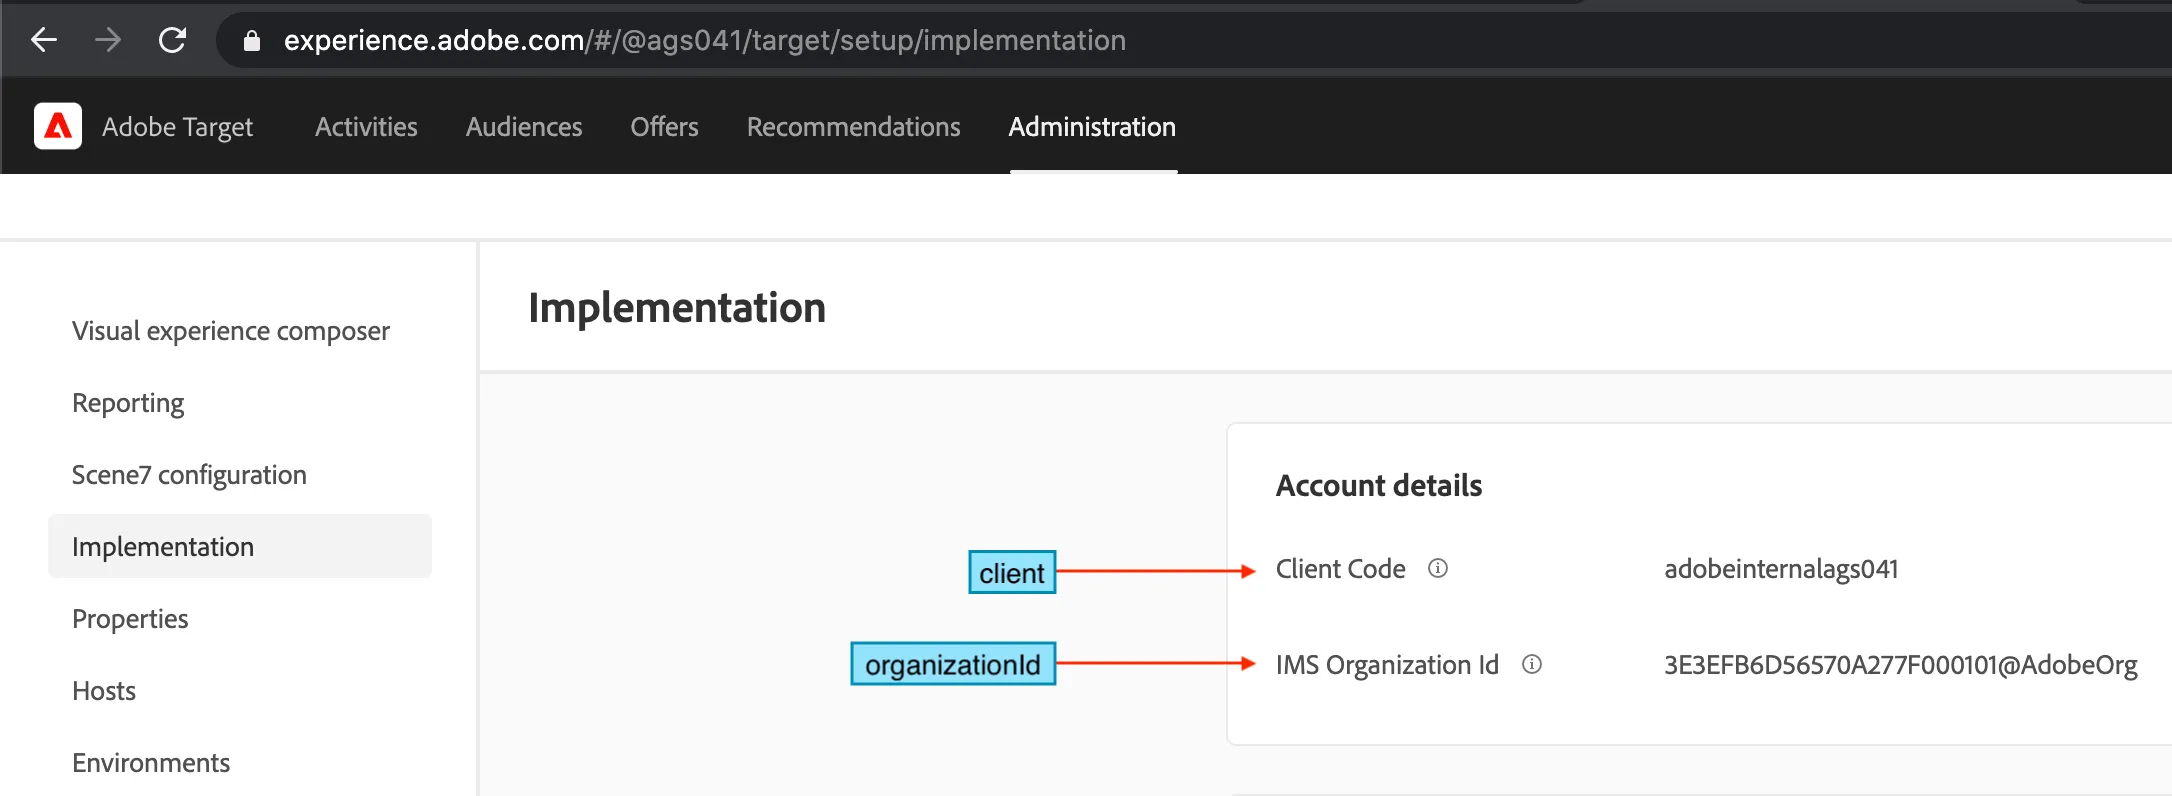 experience.adobe.com/#/@ags041/target/setup/implementation
Adobe Target Activities Audiences Offers Recommendations Administration
Implementation
Visual experience composer
Reporting
Scene7 configuration
Implementation
Properties
Hosts
Environments
Account details
client Client Code adobeinternalags041
organizationId IMS Organization Id 3E3EFB6D56570A277F000101@AdobeOrg